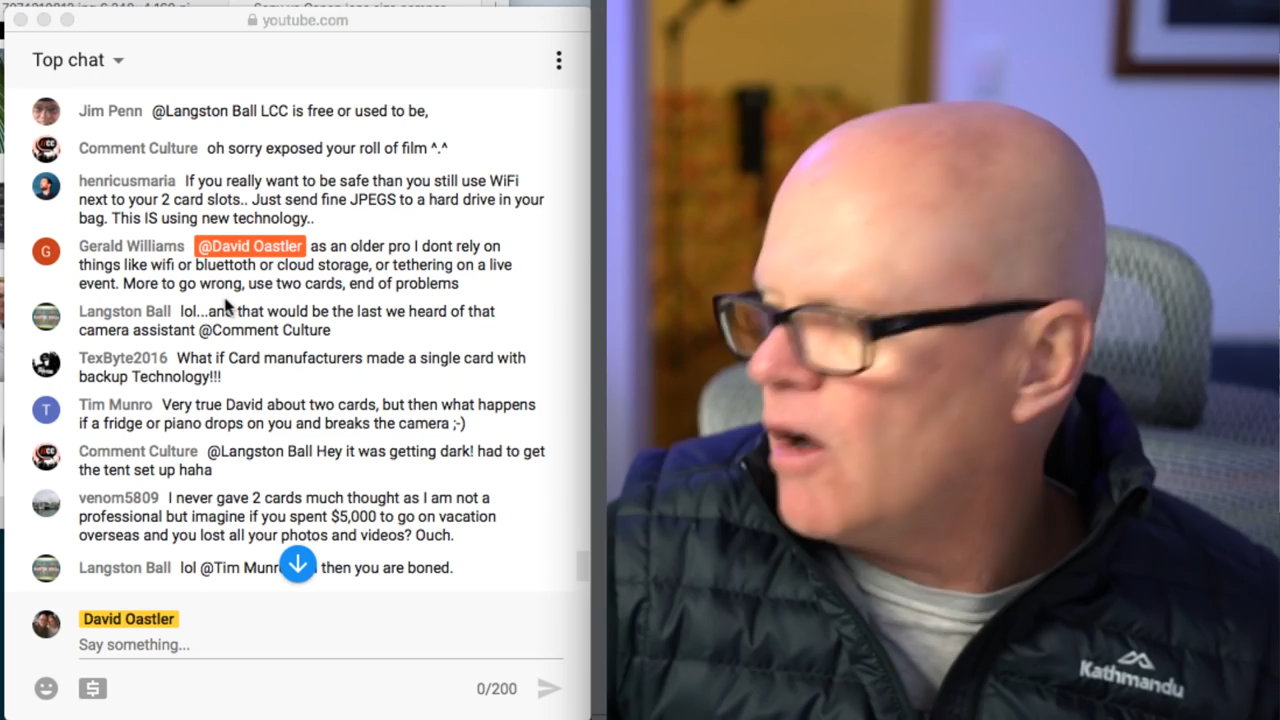 youtube.com
Top chat
Jim Penn @Langston Ball LCC is free or used to be,
Comment Culture oh sorry exposed your roll of film ^.^
henricusmaria If you really want to be safe than you still use WiFi
next to your 2 card slots.. Just send fine JPEGS to a hard drive in your
bag. This IS using new technology..
G
Gerald Williams @David Oastler as an older pro I dont rely on
things like wifi or bluettoth or cloud storage, or tethering on a live
event. More to go wrong, use two cards, end of problems
Langston Ball lol...and that would be the last we heard of that
camera assistant @Comment Culture
TexByte2016 What if Card manufacturers made a single card with
backup Technology!!!
T
Tim Munro Very true David about two cards, but then what happens
if a fridge or piano drops on you and breaks the camera ;-)
Comment Culture @Langston Ball Hey it was getting dark! had to get
the tent set up haha
venom5809 I never gave 2 cards much thought as I am not a
professional but imagine if you spent $5,000 to go on vacation
overseas and you lost all your photos and videos? Ouch.
Langston Ball lol @Tim Munr then you are boned.
David Oastler
Say something...
0/200
Kathmandu